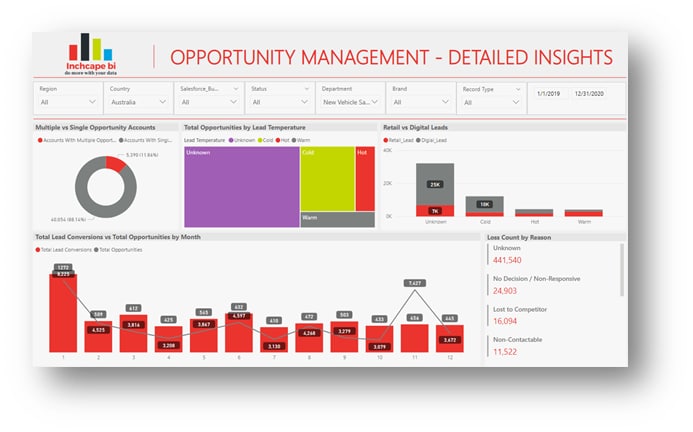 Inchcape bi
do more with your data
OPPORTUNITY MANAGEMENT - DETAILED INSIGHTS
Region
All
Country
Australia
Salesforce_Bu...
All
Status
All
Department
New Vehicle Sa...
Brand
All
Record Type
All
1/1/2019 12/31/2020
Multiple vs Single Opportunity Accounts
Accounts With Multiple Opport... Accounts With Singl...
5,390 (11.86%)
40,054 (88.14%)
Total Opportunities by Lead Temperature
Lead Temperature Unknown Cold Hot Warm
Unknown
Cold
Hot
Warm
Retail vs Digital Leads
Retail_Lead Digial_Lead
40K
20K
0K
25K
7K
10K
Unknown Cold Hot Warm
Total Lead Conversions vs Total Opportunities by Month
Total Lead Conversions Total Opportunities
1272 509 612 425 545 632 410 472 503 433 7,427 465
8,225 4,525 3,816 3,208 3,867 4,597 3,130 4,268 3,279 3,079 454 3,672
1 2 3 4 5 6 7 8 9 10 11 12
Loss Count by Reason
Unknown
441,540
No Decision / Non-Responsive
24,903
Lost to Competitor
16,094
Non-Contactable
11,522